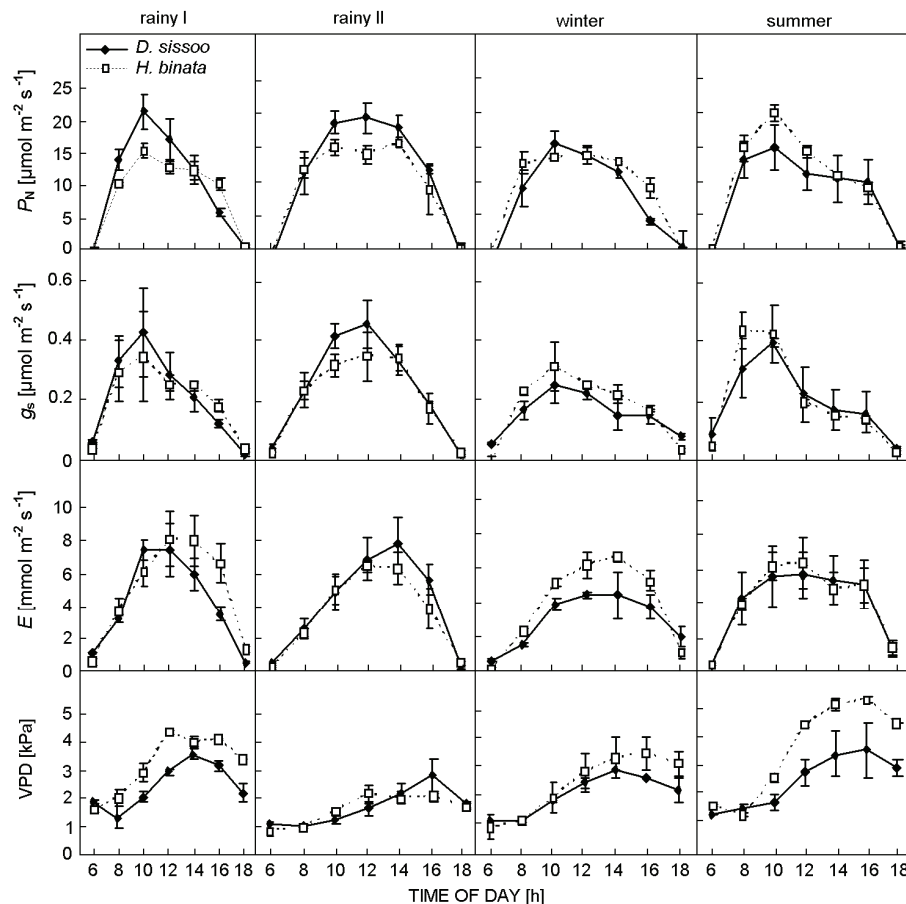 rainy I rainy II winter summer
D. sissoo
H. binata
25
20
15
10
5
0
P_N [µmol m⁻² s⁻¹]
0.6
0.4
0.2
0
g_s [µmol m⁻² s⁻¹]
10
8
6
4
2
0
E [mmol m⁻² s⁻¹]
5
4
3
2
1
0
VPD [kPa]
6 8 10 12 14 16 18 6 8 10 12 14 16 18 6 8 10 12 14 16 18 6 8 10 12 14 16 18
TIME OF DAY [h]